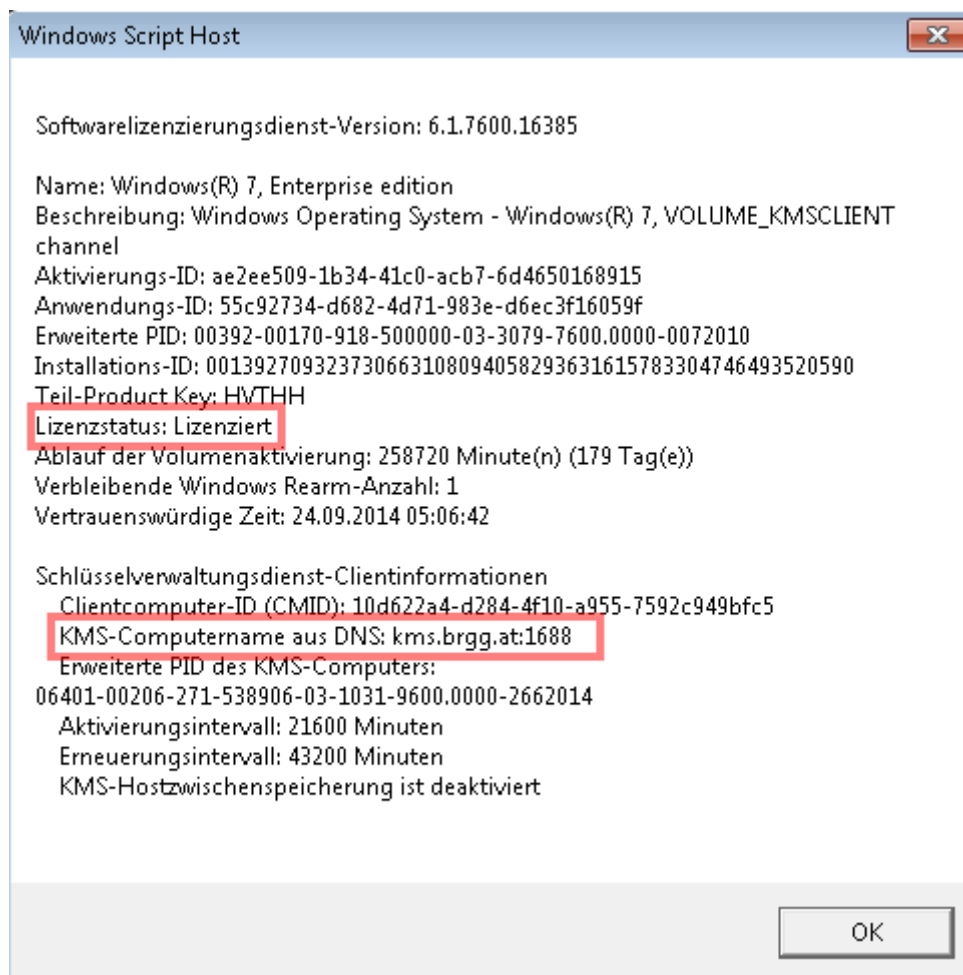 Windows Script Host
Softwarelizenzierungsdienst-Version: 6.1.7600.16385
Name: Windows(R) 7, Enterprise edition
Beschreibung: Windows Operating System - Windows(R) 7, VOLUME_KMSCLIENT
channel
Aktivierungs-ID: ae2ee509-1b34-41c0-acb7-6d4650168915
Anwendungs-ID: 55c92734-d682-4d71-983e-d6ec3f16059f
Erweiterte PID: 00392-00170-918-500000-03-3079-7600.0000-0072010
Installations-ID: 001392709323730663108094058293631615783304746493520590
Teil-Product Key: HVTHH
Lizenzstatus: Lizenziert
Ablauf der Volumenaktivierung: 258720 Minute(n) (179 Tag(e))
Verbleibende Windows Rearm-Anzahl: 1
Vertrauenswürdige Zeit: 24.09.2014 05:06:42
Schlüsselverwaltungsdienst-Clientinformationen
Clientcomputer-ID (CMID): 10d622a4-d284-4f10-a955-7592c949bfc5
KMS-Computername aus DNS: kms.brgg.at:1688
Erweiterte PID des KMS-Computers:
06401-00206-271-538906-03-1031-9600.0000-2662014
Aktivierungsintervall: 21600 Minuten
Erneuerungsintervall: 43200 Minuten
KMS-Hostzwischenspeicherung ist deaktiviert
OK